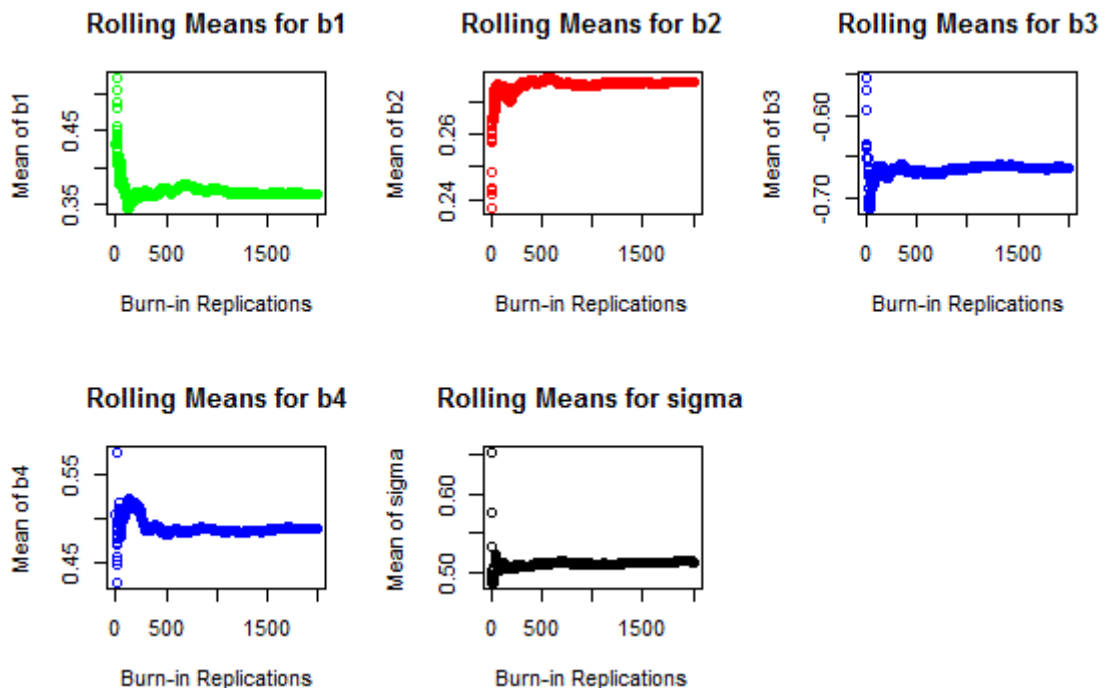 Rolling Means for b1
Mean of b1
0.45
0.35
0 500 1500
Burn-in Replications
Rolling Means for b2
Mean of b2
0.26
0.24
0 500 1500
Burn-in Replications
Rolling Means for b3
Mean of b3
-0.60
-0.70
0 500 1500
Burn-in Replications
Rolling Means for b4
Mean of b4
0.55
0.45
0 500 1500
Burn-in Replications
Rolling Means for sigma
Mean of sigma
0.60
0.50
0 500 1500
Burn-in Replications